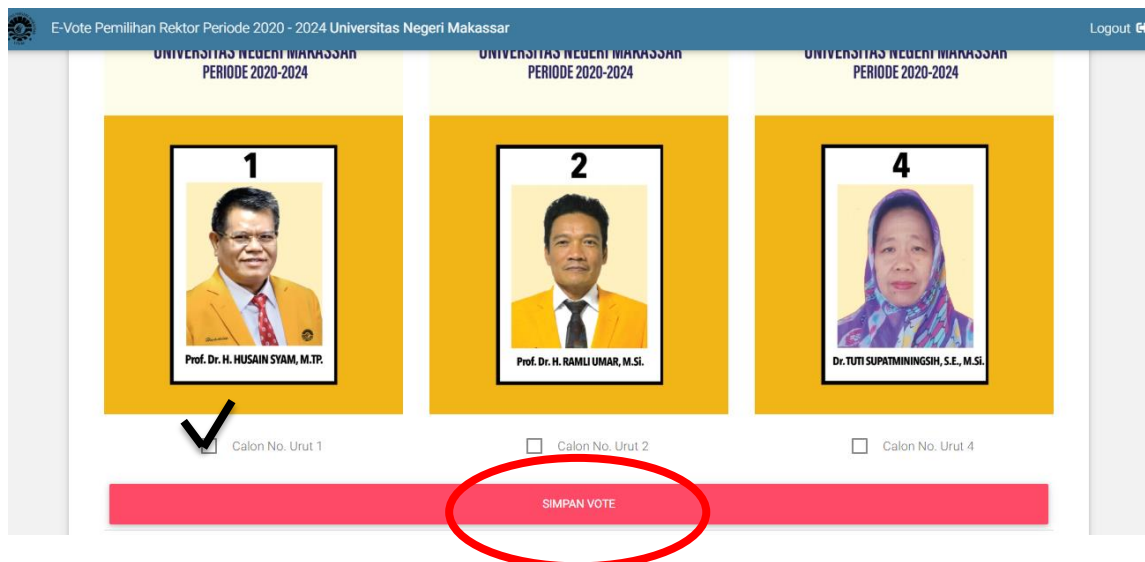 E-Vote Pemilihan Rektor Periode 2020 - 2024 Universitas Negeri Makassar
Logout
UNIVERSITAS NEGERI MAKASSAR
PERIODE 2020-2024
UNIVERSITAS NEGERI MAKASSAR
PERIODE 2020-2024
UNIVERSITAS NEGERI MAKASSAR
PERIODE 2020-2024
1
Prof. Dr. H. HUSAIN SYAM, M.TP.
2
Prof. Dr. H. RAMLI UMAR, M.Si.
4
Dr. TUTI SUPATMININGSIH, S.E., M.Si.
Calon No. Urut 1
Calon No. Urut 2
Calon No. Urut 4
SIMPAN VOTE